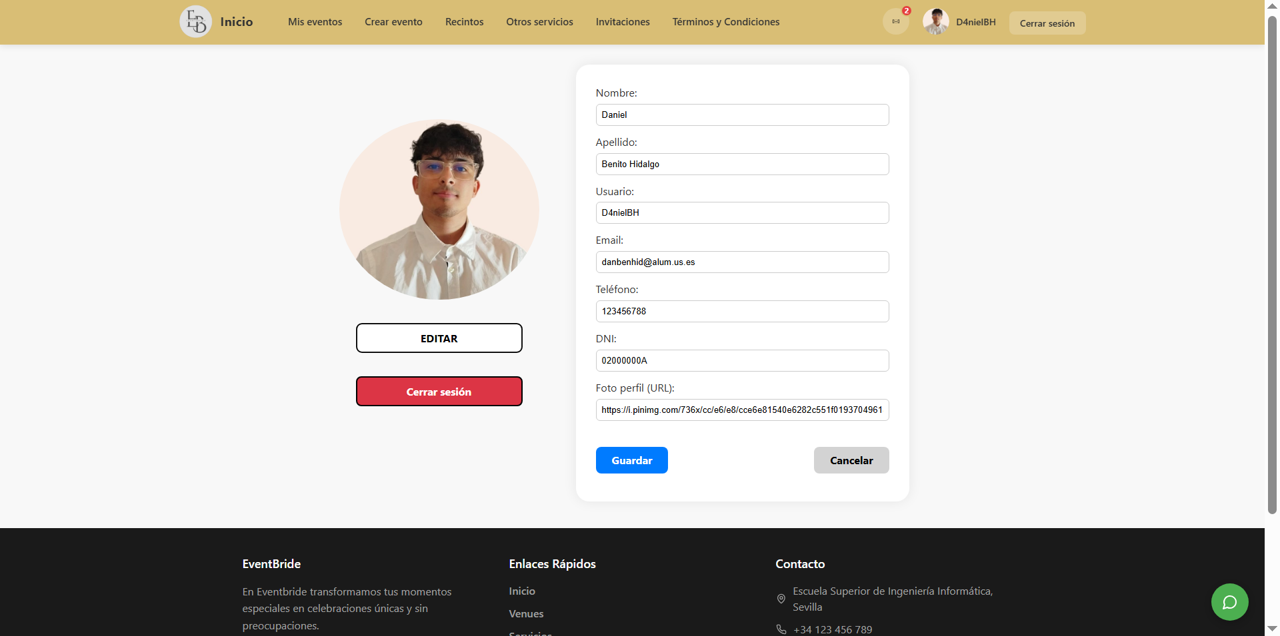 EB
Inicio
Mis eventos
Crear evento
Recintos
Otros servicios
Invitaciones
Términos y Condiciones
2
D4nielBH
Cerrar sesión
EDITAR
Cerrar sesión
Nombre:
Daniel
Apellido:
Benito Hidalgo
Usuario:
D4nielBH
Email:
danbenhid@alum.us.es
Teléfono:
123456788
DNI:
02000000A
Foto perfil (URL):
https://i.pinimg.com/736x/cc/e6/e8/cce6e81540e6282c551f0193704961
Guardar
Cancelar
EventBride
En Eventbride transformamos tus momentos
especiales en celebraciones únicas y sin
preocupaciones.
Enlaces Rápidos
Inicio
Venues
Servicios
Contacto
Escuela Superior de Ingeniería Informática,
Sevilla
+34 123 456 789